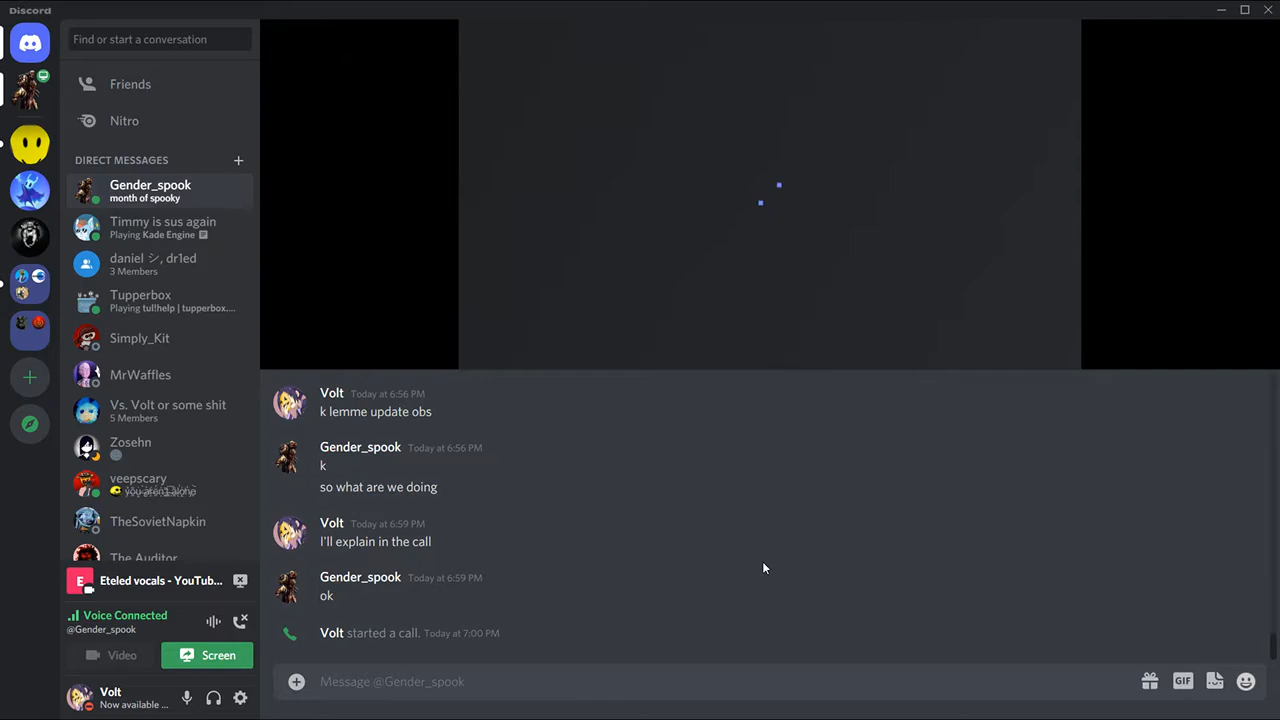 Discord
Find or start a conversation
Friends
Nitro
DIRECT MESSAGES
Gender_spook
month of spooky
Timmy is sus again
Playing Kade Engine
daniel シ, dr1ed
3 Members
Tupperbox
Playing tul!help | tupperbox....
Simply_Kit
MrWaffles
Vs. Volt or some shit
5 Members
Zosehn
veepscary
you aren't alone
TheSovietNapkin
The Auditor
E
Eteled vocals - YouTub...
Voice Connected
@Gender_spook
Video
Screen
Volt
Now available ...
Volt Today at 6:56 PM
k lemme update obs
Gender_spook Today at 6:56 PM
k
so what are we doing
Volt Today at 6:59 PM
I'll explain in the call
Gender_spook Today at 6:59 PM
ok
Volt started a call. Today at 7:00 PM
Message @Gender_spook
GIF